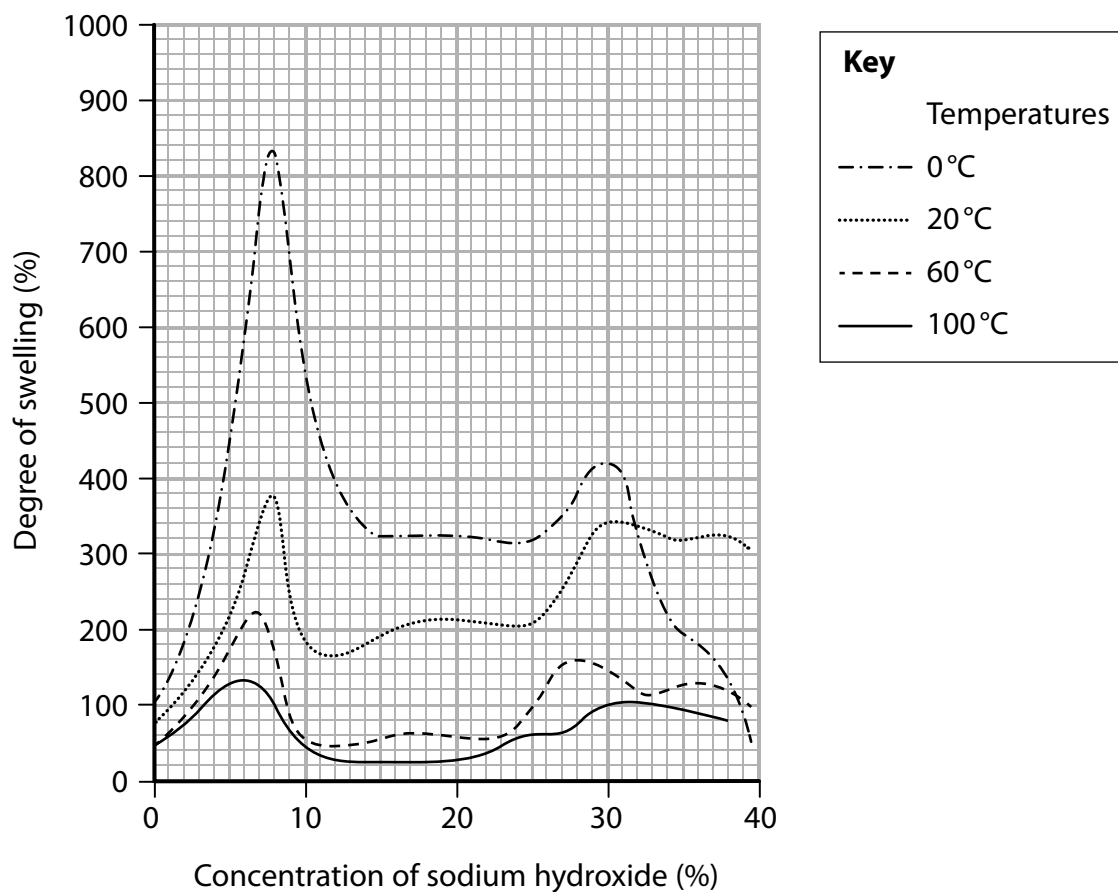 1000
900
800
700
600
500
400
300
200
100
0
0
10
20
30
40
Degree of swelling (%)
Concentration of sodium hydroxide (%)
Key
Temperatures
0 °C
20 °C
60 °C
100 °C